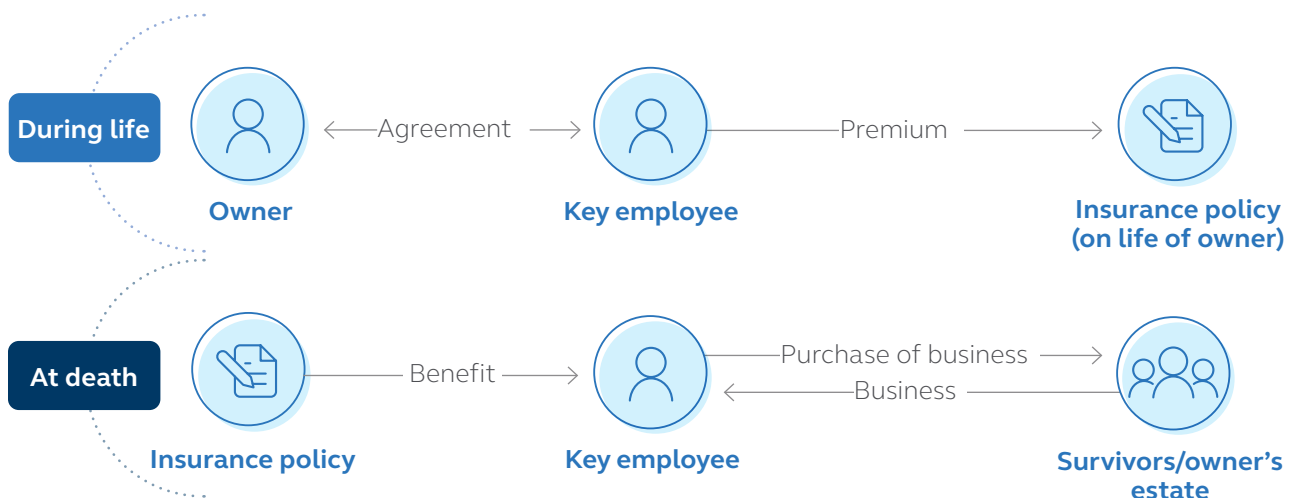 During life
Agreement
Premium
Owner
Key employee
Insurance policy
(on life of owner)
At death
Benefit
Purchase of business
Business
Insurance policy
Key employee
Survivors/owner's
estate